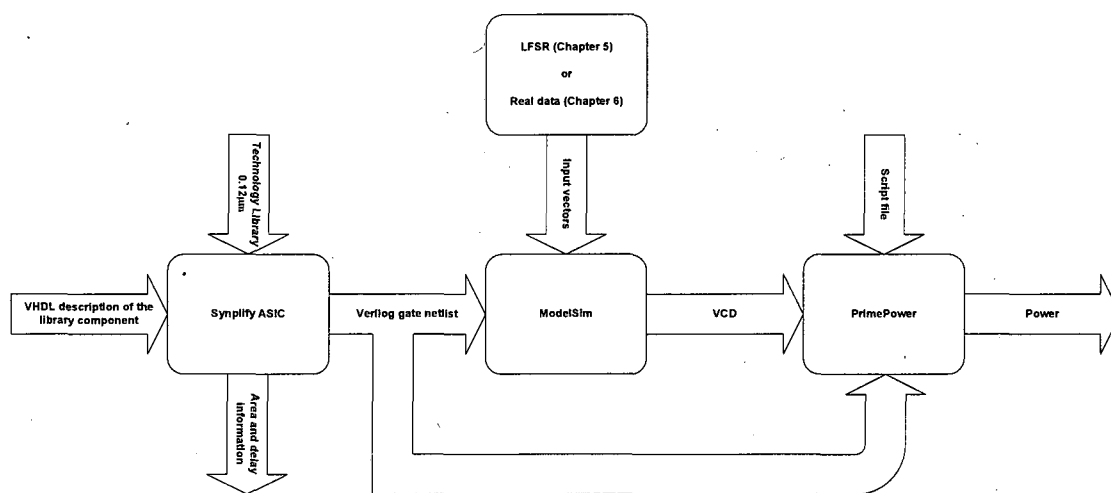 LFSR (Chapter 5)
or
Real data (Chapter 6)
Technology Library
0.12µm
Input vectors
Script file
VHDL description of the
library component
Synplify ASIC
Verilog gate netlist
ModelSim
VCD
PrimePower
Power
Area and delay
information